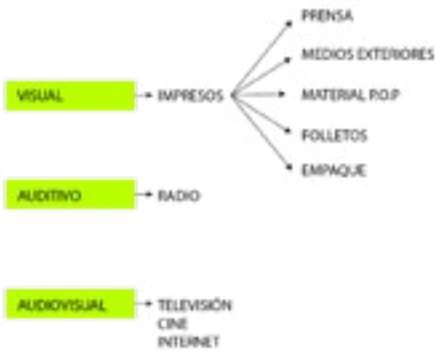 PRENSA
MEDIOS EXTERIORES
VISUAL
IMPRESOS
MATERIAL P.O.P
FOLLETOS
EMPAQUE
AUDITIVO
RADIO
AUDIOVISUAL
TELEVISIÓN
CINE
INTERNET